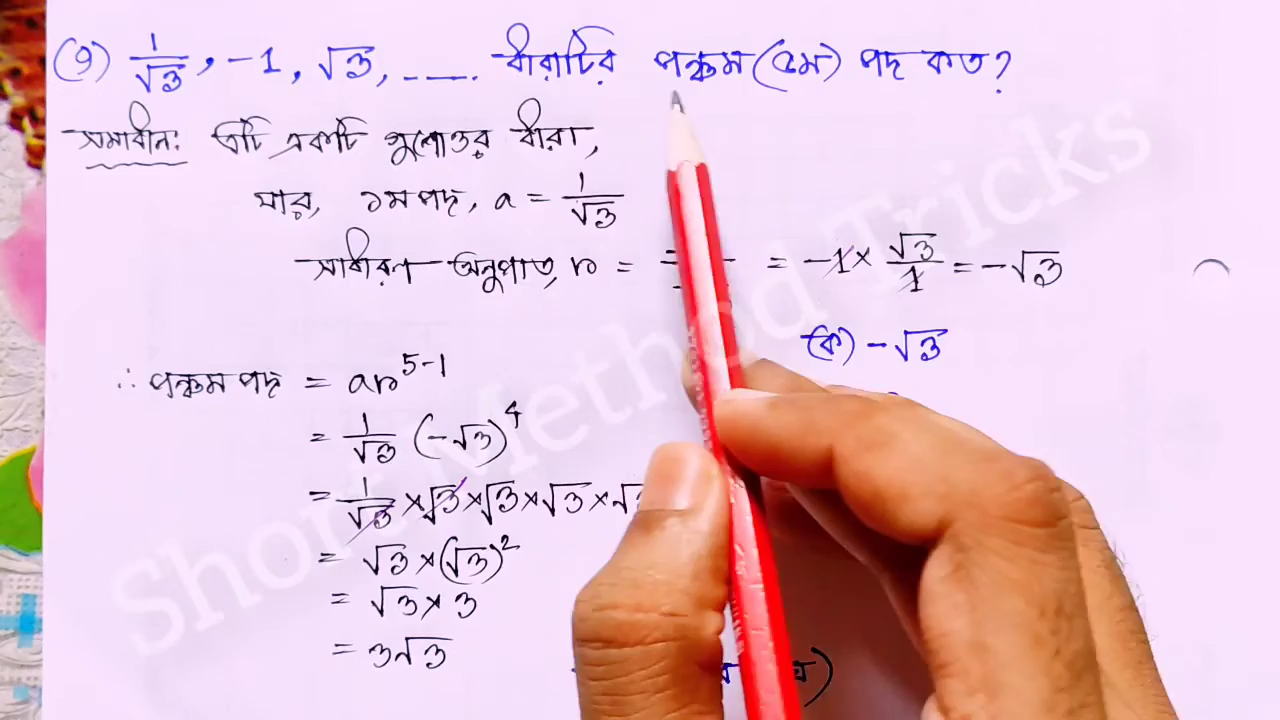 (9) 1/√3, -1, √3, ..... ধারাটির পঞ্চম (৫ম) পদ কত?
সমাধান: এটি একটি গুণোত্তর ধারা,
যার, ১ম পদ, a = 1/√3
সাধারণ অনুপাত, r = = -1 × √3/1 = -√3
(ক) -√3
∴ পঞ্চম পদ = ar^5-1
= 1/√3 (-√3)^4
= 1/√3 × √3 × √3 × √3 ×
= √3 × (√3)^2
= √3 × 3
= 3√3
Short Method Tricks